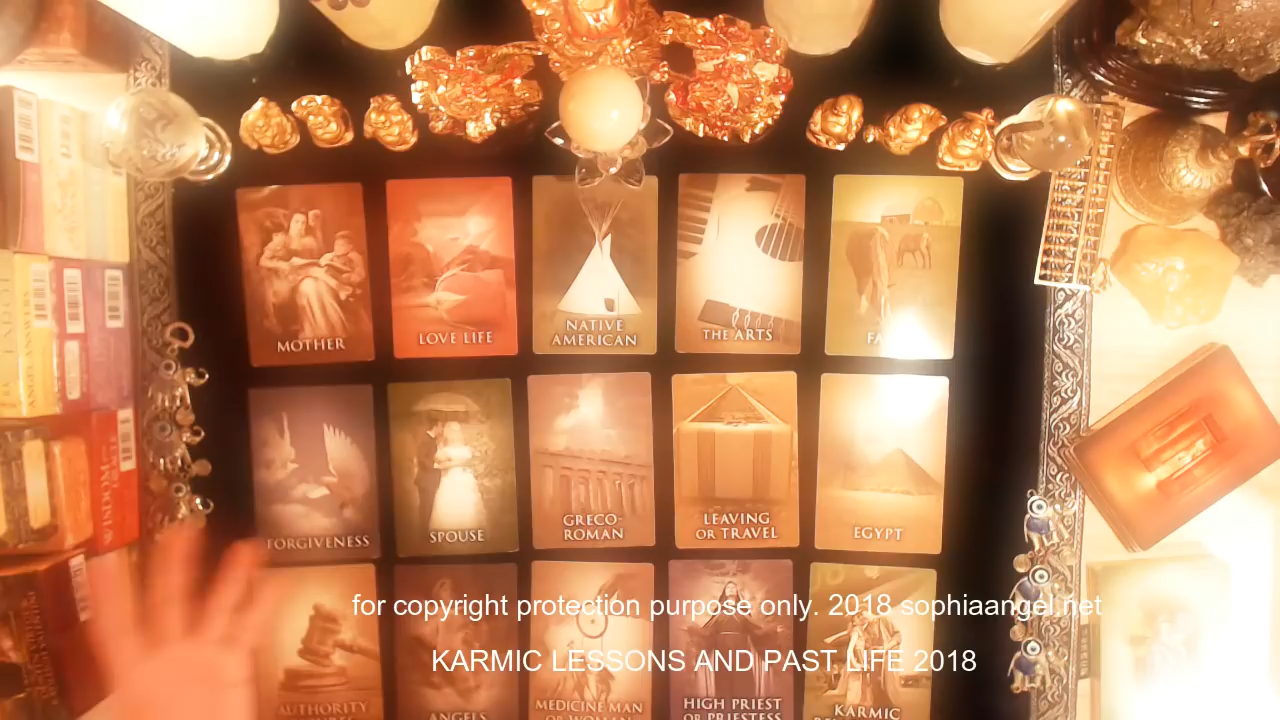 MOTHER
LOVE LIFE
NATIVE
AMERICAN
THE ARTS
FORGIVENESS
SPOUSE
GRECO-
ROMAN
LEAVING
OR TRAVEL
EGYPT
for copyright protection purpose only. 2018 sophiaangel.net
KARMIC LESSONS AND PAST LIFE 2018
AUTHORITY
ANGELS
MEDICINE MAN
OR WOMAN
HIGH PRIEST
OR PRIESTESS
KARMIC